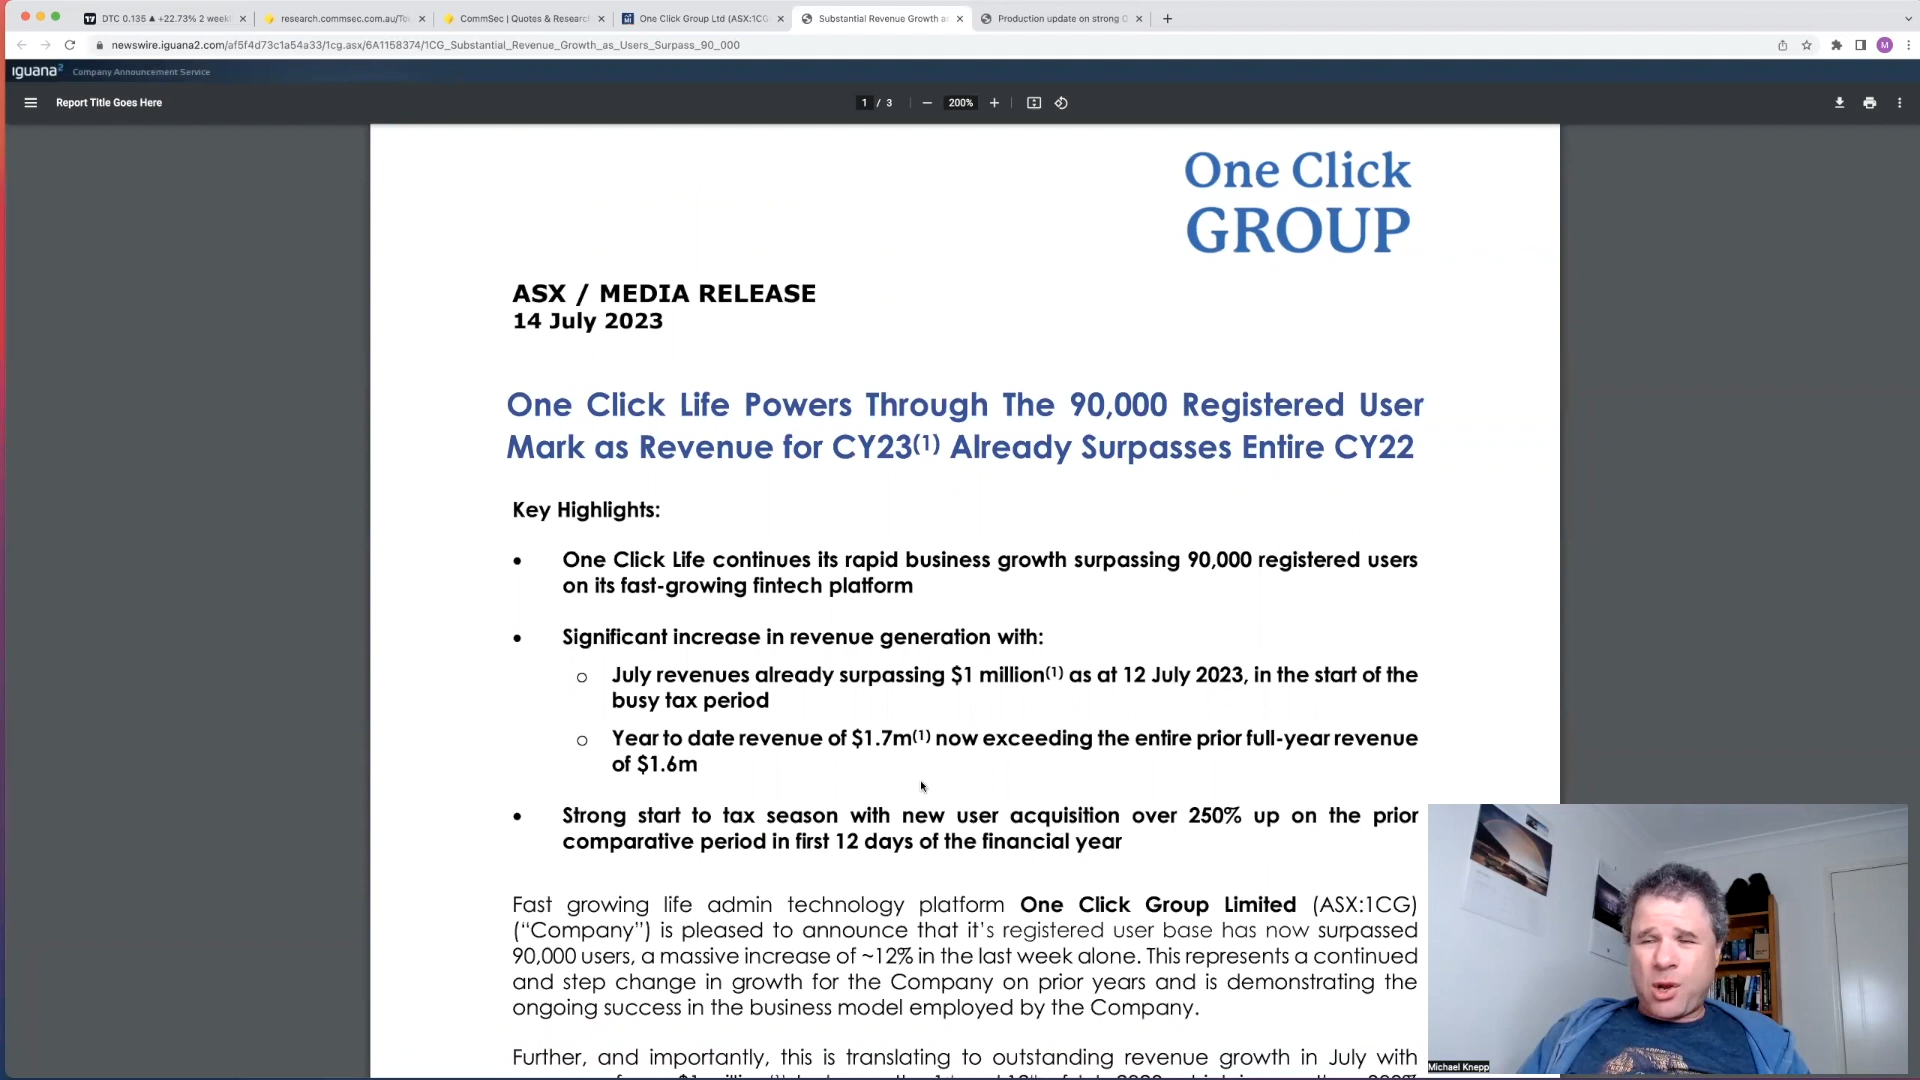 DTC 0.135 ▲ +22.73% 2 week
research.commsec.com.au/To
CommSec | Quotes & Research
One Click Group Ltd (ASX:1CG
Substantial Revenue Growth as
Production update on strong
newswire.iguana2.com/af5f4d73c1a54a33/1cg.asx/6A1158374/1CG_Substantial_Revenue_Growth_as_Users_Surpass_90_000
M
iguana2 Company Announcement Service
Report Title Goes Here
1 / 3
200%
One Click
GROUP
ASX / MEDIA RELEASE
14 July 2023
One Click Life Powers Through The 90,000 Registered User
Mark as Revenue for CY23(1) Already Surpasses Entire CY22
Key Highlights:
• One Click Life continues its rapid business growth surpassing 90,000 registered users
on its fast-growing fintech platform
• Significant increase in revenue generation with:
o July revenues already surpassing $1 million(1) as at 12 July 2023, in the start of the
busy tax period
o Year to date revenue of $1.7m(1) now exceeding the entire prior full-year revenue
of $1.6m
• Strong start to tax season with new user acquisition over 250% up on the prior
comparative period in first 12 days of the financial year
Fast growing life admin technology platform One Click Group Limited (ASX:1CG)
(“Company”) is pleased to announce that it’s registered user base has now surpassed
90,000 users, a massive increase of ~12% in the last week alone. This represents a continued
and step change in growth for the Company on prior years and is demonstrating the
ongoing success in the business model employed by the Company.
Further, and importantly, this is translating to outstanding revenue growth in July with
Michael Knepp